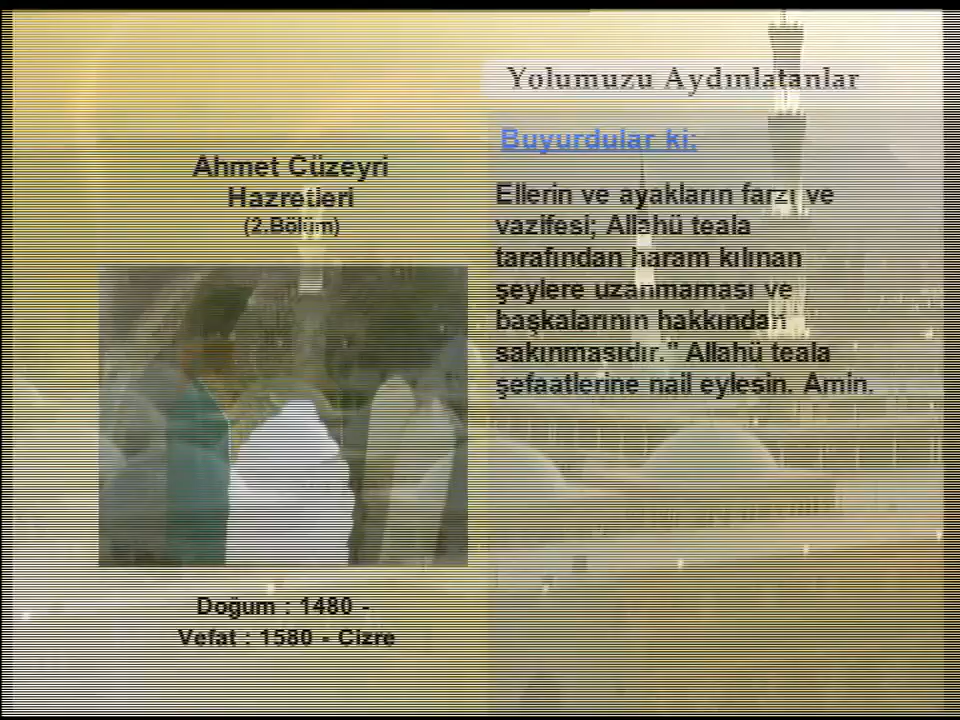 Yolumuzu Aydınlatanlar
Ahmet Cüzeyri
Hazretleri
(2.Bölüm)
Doğum : 1480 -
Vefat : 1580 - Cizre
Buyurdular ki;
Ellerin ve ayakların farzı ve
vazifesi; Allahü teala
tarafından haram kılınan
şeylere uzanmaması ve
başkalarının hakkından
sakınmasıdır." Allahü teala
şefaatlerine nail eylesin. Amin.